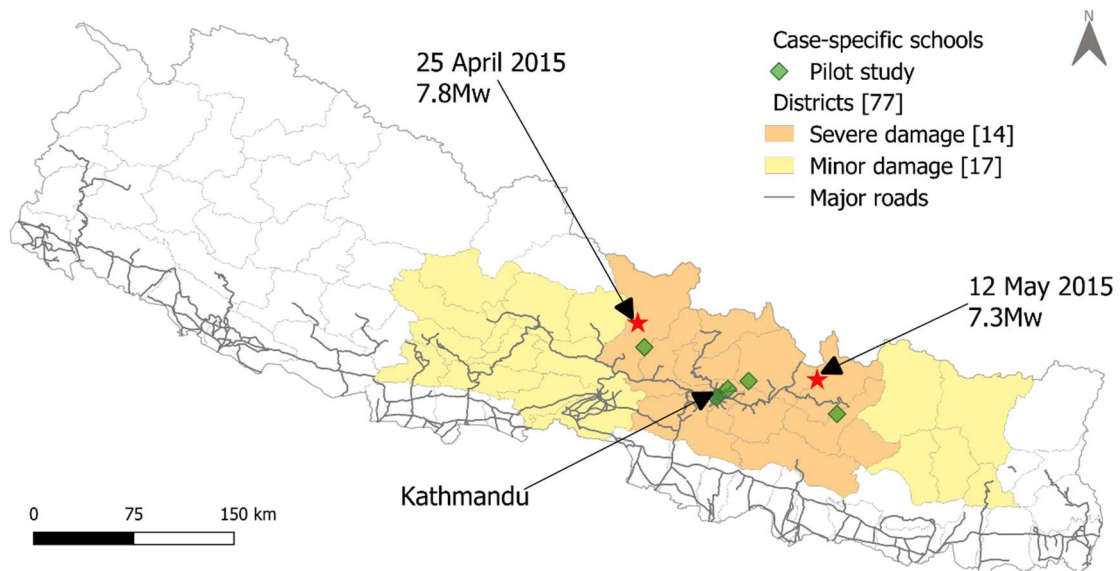 N
25 April 2015
7.8Mw
Case-specific schools
Pilot study
Districts [77]
Severe damage [14]
Minor damage [17]
Major roads
12 May 2015
7.3Mw
Kathmandu
0 75 150 km